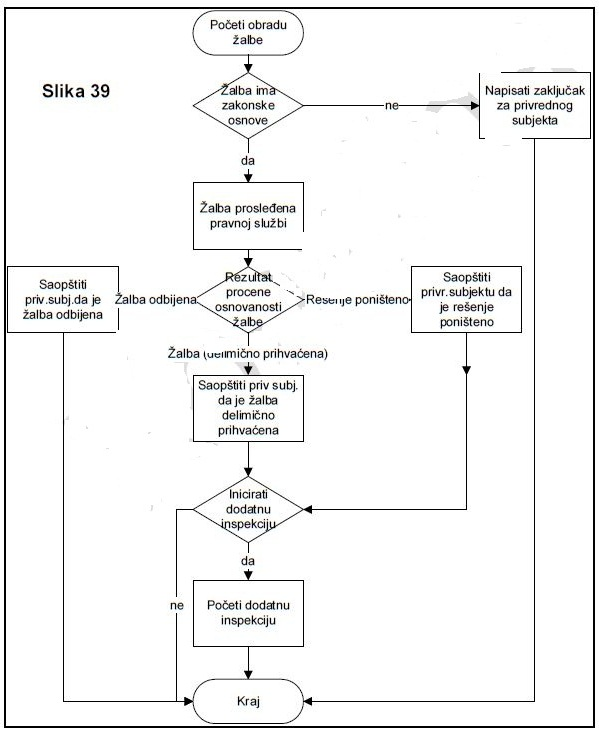 Početi obradu
žalbe
Slika 39
Žalba ima
zakonske
osnove
ne
Napisati zaključak
za privrednog
subjekta
da
Žalba prosleđena
pravnoj službi
Saopštiti
priv.subj.da je
žalba odbijena
Žalba odbijena
Rezultat
procene
osnovanosti
žalbe
Rešenje poništeno
Saopštiti
privr.subjektu da
je rešenje
poništeno
Žalba (delimično prihvaćena)
Saopštiti priv subj.
da je žalba
delimično
prihvaćena
Inicirati
dodatnu
inspekciju
da
ne
Početi dodatnu
inspekciju
Kraj